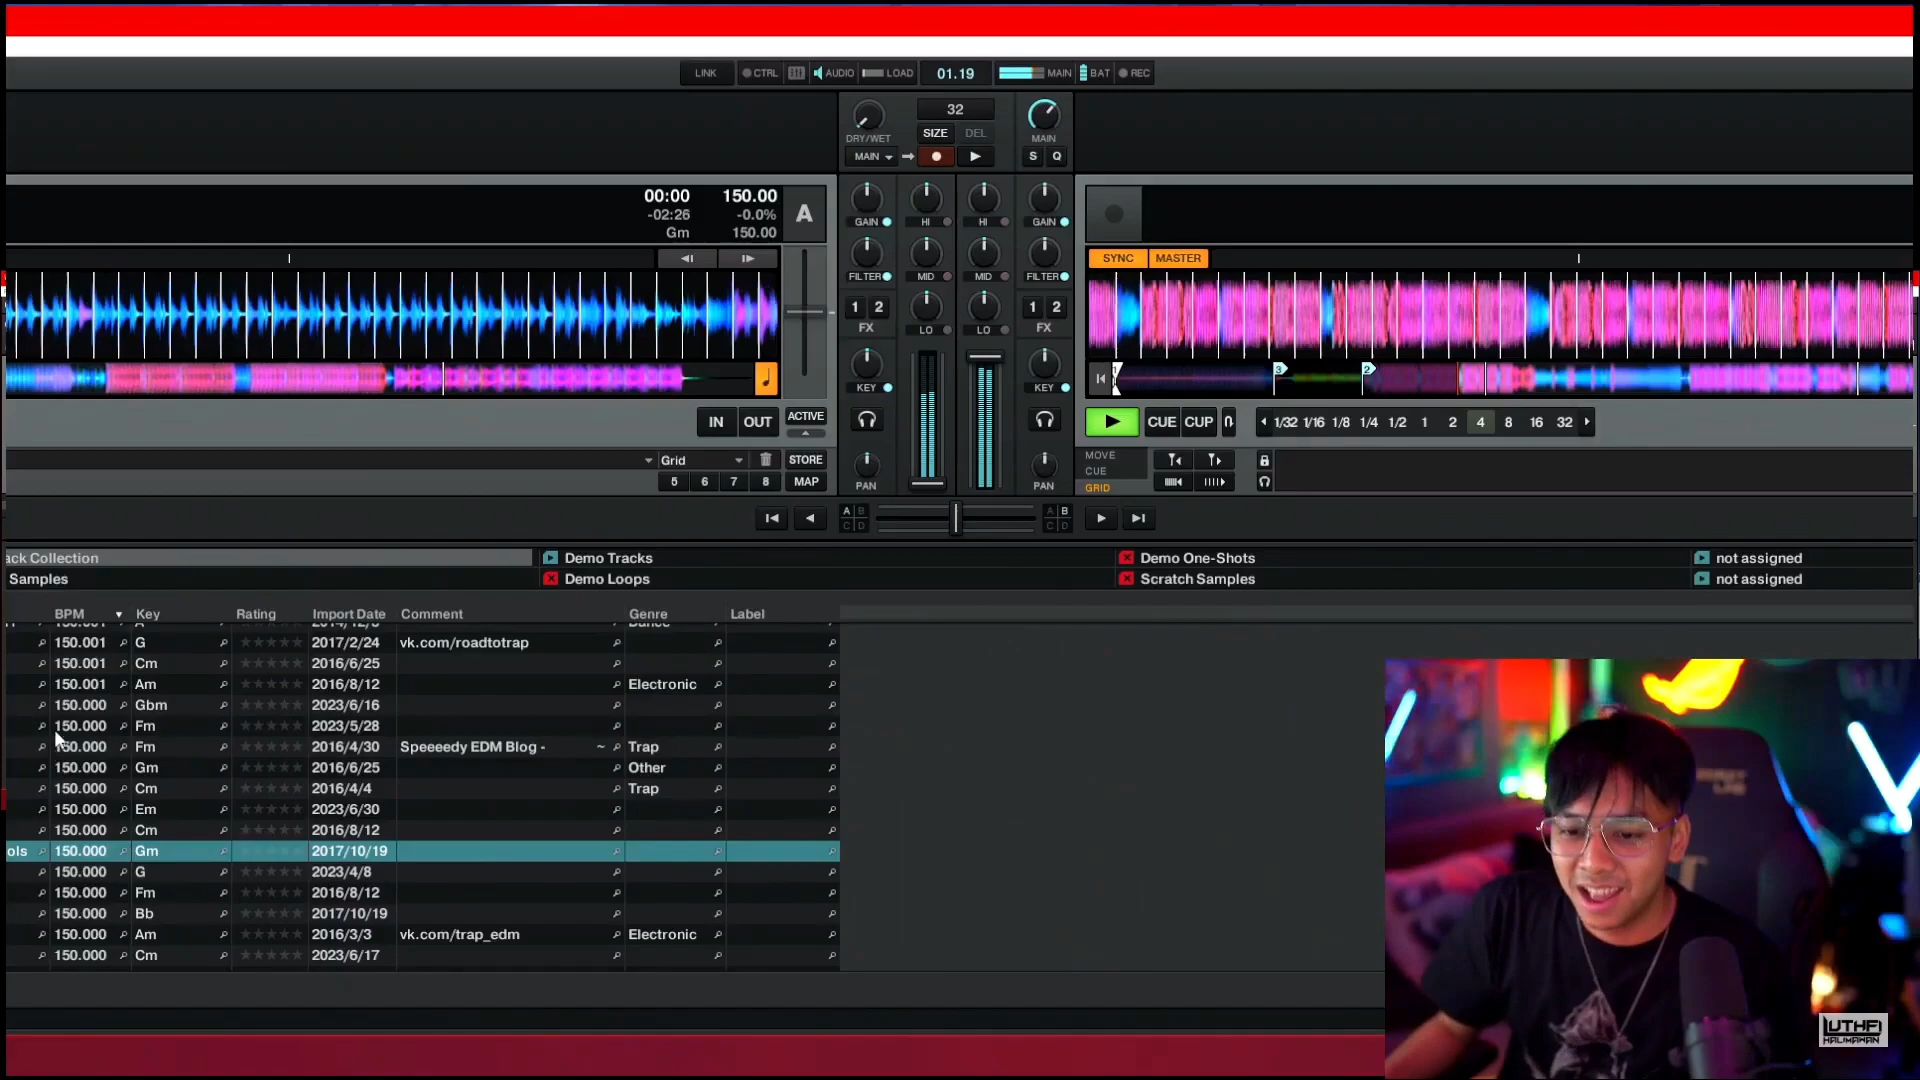 LINK CTRL AUDIO LOAD 01.19 MAIN BAT REC
32
DRY/WET SIZE DEL MAIN
MAIN S Q
00:00 150.00
-02:26 -0.0%
Gm 150.00
A
GAIN HI HI GAIN
FILTER MID MID FILTER
1 2 LO LO 1 2
FX FX
KEY KEY
PAN PAN
SYNC MASTER
1 3 2
IN OUT ACTIVE
CUE CUP 1/32 1/16 1/8 1/4 1/2 1 2 4 8 16 32
Grid STORE
5 6 7 8 MAP
MOVE
CUE
GRID
A B A B
C D C D
ack Collection Demo Tracks Demo One-Shots not assigned
Samples Demo Loops Scratch Samples not assigned
BPM Key Rating Import Date Comment Genre Label
150.001 G 2017/2/24 vk.com/roadtotrap
150.001 Cm 2016/6/25
150.001 Am 2016/8/12 Electronic
150.000 Gbm 2023/6/16
150.000 Fm 2023/5/28
150.000 Fm 2016/4/30 Speeeedy EDM Blog - ~ Trap
150.000 Gm 2016/6/25 Other
150.000 Cm 2016/4/4 Trap
150.000 Em 2023/6/30
150.000 Cm 2016/8/12
ols 150.000 Gm 2017/10/19
150.000 G 2023/4/8
150.000 Fm 2016/8/12
150.000 Bb 2017/10/19
150.000 Am 2016/3/3 vk.com/trap_edm Electronic
150.000 Cm 2023/6/17
LUTHFI
HALIMAWAN